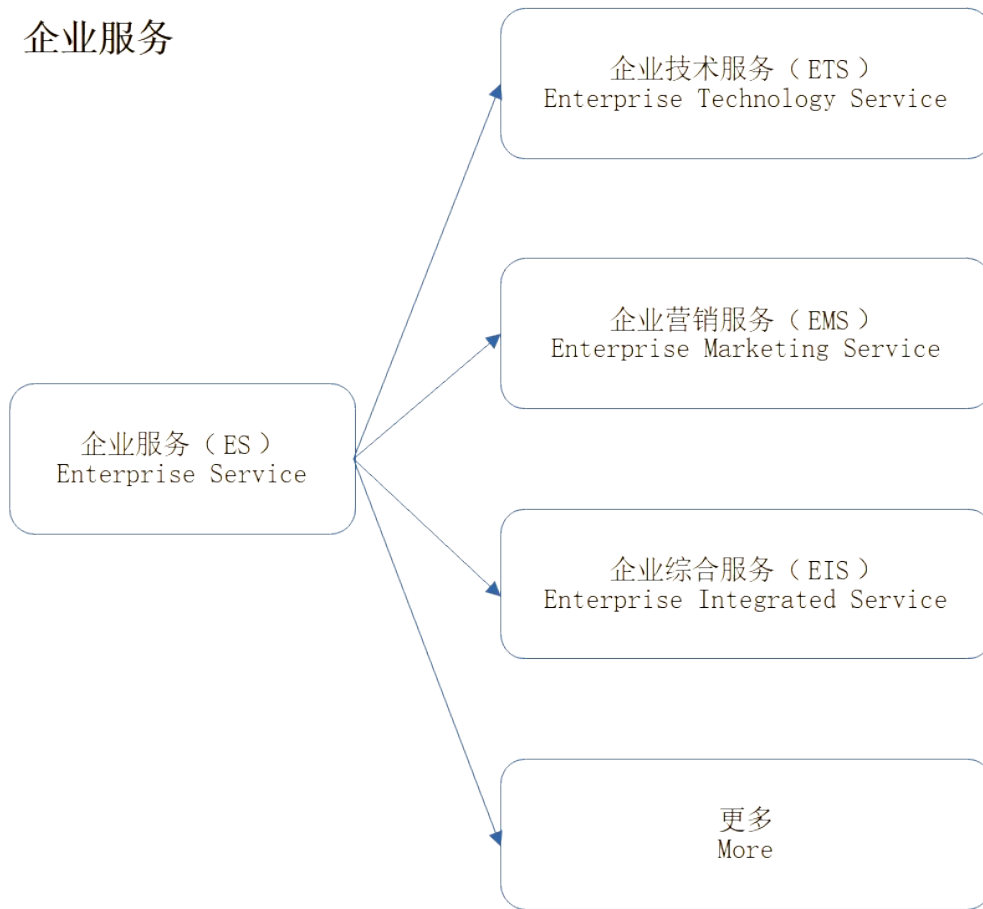 企业服务
企业技术服务（ETS）
Enterprise Technology Service
企业营销服务（EMS）
Enterprise Marketing Service
企业服务（ES）
Enterprise Service
企业综合服务（EIS）
Enterprise Integrated Service
更多
More